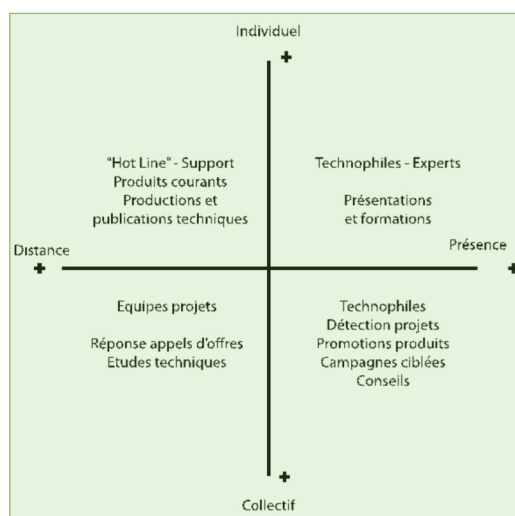 Individuel
+
"Hot Line" - Support
Produits courants
Productions et
publications techniques
Technophiles - Experts
Présentations
et formations
Distance
+
Présence
+
Equipes projets
Réponse appels d'offres
Etudes techniques
Technophiles
Détection projets
Promotions produits
Campagnes ciblées
Conseils
+
Collectif